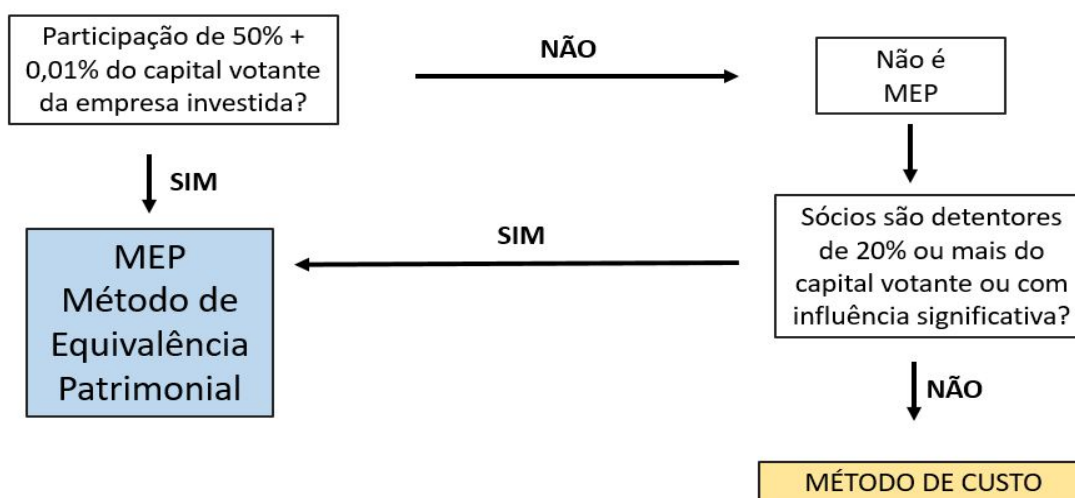 Participação de 50% +
0,01% do capital votante
da empresa investida?
NÃO
Não é
MEP
SIM
MEP
Método de
Equivalência
Patrimonial
SIM
Sócios são detentores
de 20% ou mais do
capital votante ou com
influência significativa?
NÃO
MÉTODO DE CUSTO